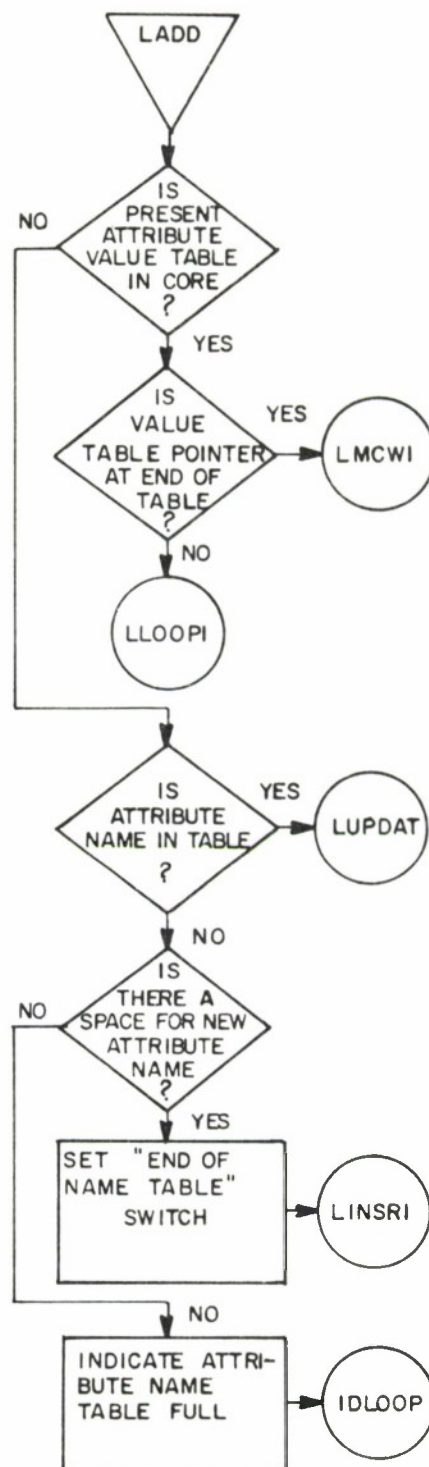 LADD
IS
PRESENT
ATTRIBUTE
VALUE TABLE
IN CORE
?
NO
YES
IS
VALUE
TABLE POINTER
AT END OF
TABLE
?
YES
LMCWI
NO
LLOOPI
IS
ATTRIBUTE
NAME IN TABLE
?
YES
LUPDAT
NO
IS
THERE A
SPACE FOR NEW
ATTRIBUTE
NAME
?
NO
YES
SET "END OF
NAME TABLE"
SWITCH
LINSRI
NO
INDICATE ATTRI-
BUTE NAME
TABLE FULL
IDLOOP